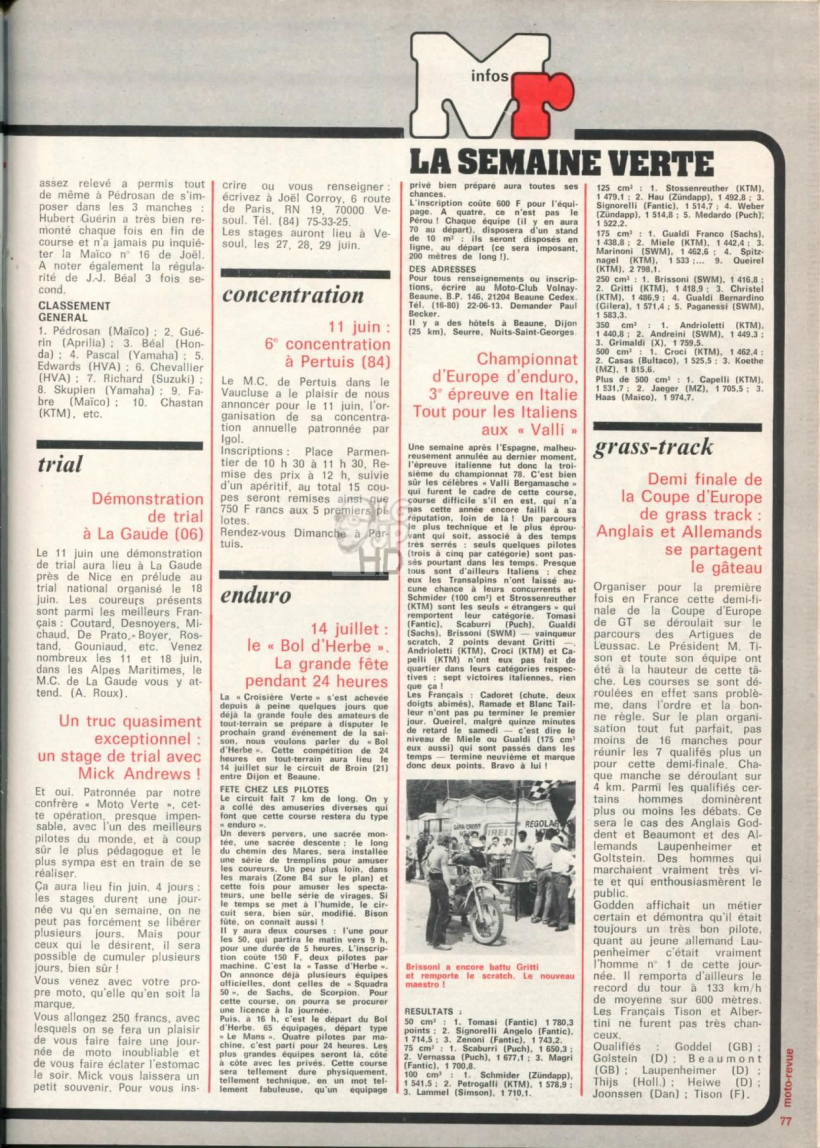 infos
Mr
LA SEMAINE VERTE
assez relevé a permis tout
de même à Pédrosan de s'im-
poser dans les 3 manches :
Hubert Guérin a très bien re-
monté chaque fois en fin de
course et n'a jamais pu inquié-
ter la Maïco n° 16 de Joël.
A noter également la régula-
rité de J.-J. Béal 3 fois se-
cond.
CLASSEMENT
GENERAL
1. Pédrosan (Maïco) ; 2. Gué-
rin (Aprilia) ; 3. Béal (Hon-
da) ; 4. Pascal (Yamaha) ; 5.
Edwards (HVA) ; 6. Chevallier
(HVA) ; 7. Richard (Suzuki) ;
8. Skupien (Yamaha) ; 9. Fa-
bre (Maïco) ; 10. Chastan
(KTM), etc.
trial
Démonstration
de trial
à La Gaude (06)
Le 11 juin une démonstration
de trial aura lieu à La Gaude
près de Nice en prélude au
trial national organisé le 18
juin. Les coureurs présents
sont parmi les meilleurs Fran-
çais : Coutard, Desnoyers, Mi-
chaud, De Prato, Boyer, Ros-
tand, Gouniaud, etc. Venez
nombreux les 11 et 18 juin,
dans les Alpes Maritimes, le
M.C. de La Gaude vous y at-
tend. (A. Roux).
Un truc quasiment
exceptionnel :
un stage de trial avec
Mick Andrews !
Et oui. Patronnée par notre
confrère « Moto Verte », cet-
te opération, presque impen-
sable, avec l'un des meilleurs
pilotes du monde, et à coup
sûr le plus pédagogue et le
plus sympa est en train de se
réaliser.
Ça aura lieu fin juin. 4 jours :
les stages durent une jour-
née vu qu'en semaine, on ne
peut pas forcément se libérer
plusieurs jours. Mais pour
ceux qui le désirent, il sera
possible de cumuler plusieurs
jours, bien sûr !
Vous venez avec votre pro-
pre moto, qu'elle qu'en soit la
marque.
Vous allongez 250 francs, avec
lesquels on se fera un plaisir
de vous faire faire une jour-
née de moto inoubliable et
de vous faire éclater l'estomac
le soir. Mick vous laissera un
petit souvenir. Pour vous ins-
crire ou vous renseigner :
écrivez à Joël Corroy, 6 route
de Paris, RN 19, 70000 Ve-
soul. Tél. (84) 75-33-25.
Les stages auront lieu à Ve-
soul, les 27, 28, 29 juin.
concentration
11 juin :
6e concentration
à Pertuis (84)
Le M.C. de Pertuis dans le
Vaucluse a le plaisir de nous
annoncer pour le 11 juin, l'or-
ganisation de sa concentra-
tion annuelle patronnée par
Igol.
Inscriptions : Place Parmen-
tier de 10 h 30 à 11 h 30, Re-
mise des prix à 12 h, suivie
d'un apéritif, au total 15 cou-
pes seront remises ainsi que
750 F francs aux 5 premiers pi-
lotes.
Rendez-vous Dimanche à Per-
tuis.
enduro
14 juillet :
le « Bol d'Herbe ».
La grande fête
pendant 24 heures
La « Croisière Verte » s'est achevée
depuis à peine quelques jours que
déjà la grande foule des amateurs de
tout-terrain se prépare à disputer le
prochain grand événement de la sai-
son, nous voulons parler du « Bol
d'Herbe ». Cette compétition de 24
heures en tout-terrain aura lieu le
14 juillet sur le circuit de Broin (21)
entre Dijon et Beaune.
FETE CHEZ LES PILOTES
Le circuit fait 7 km de long. On y
a collé des amuseries diverses qui
font que cette course restera du type
« enduro ».
Un devers pervers, une sacrée mon-
tée, une sacrée descente ; le long
du chemin des Mares, sera installée
une série de tremplins pour amuser
les coureurs. Un peu plus loin, dans
les marais (Zone B4 sur le plan) et
cette fois pour amuser les specta-
teurs, une belle série de virages. Si
le temps se met à l'humide, le cir-
cuit sera, bien sûr, modifié. Bison
fûte, on connaît aussi !
Il y aura deux courses : l'une pour
les 50, qui partira le matin vers 9 h,
pour une durée de 5 heures. L'inscrip-
tion coûte 150 F, deux pilotes par
machine. C'est la « Tasse d'Herbe ».
On annonce déjà plusieurs équipes
officielles, dont celles de « Squadra
50 », de Sachs, de Scorpion. Pour
cette course, on pourra se procurer
une licence à la journée.
Puis, à 16 h, c'est le départ du Bol
d'Herbe. 65 équipages, départ type
« Le Mans ». Quatre pilotes par ma-
chine, c'est parti pour 24 heures. Les
plus grandes équipes seront là, côte
à côte avec les privés. Cette course
sera tellement dure physiquement,
tellement technique, en un mot tel-
lement fabuleuse, qu'un équipage
privé bien préparé aura toutes ses
chances.
L'inscription coûte 600 F pour l'équi-
page. A quatre, ce n'est pas le
Pérou ! Chaque équipe (il y en aura
70 au départ), disposera d'un stand
de 10 m² : ils seront disposés en
ligne, au départ (ce sera imposant,
200 mètres de long !).
DES ADRESSES
Pour tous renseignements ou inscrip-
tions, écrire au Moto-Club Volnay-
Beaune, B.P. 146, 21204 Beaune Cedex.
Tél. (16-80) 22-06-13. Demander Paul
Becker.
Il y a des hôtels à Beaune, Dijon
(25 km), Seurre, Nuits-Saint-Georges.
Championnat
d'Europe d'enduro,
3e épreuve en Italie
Tout pour les Italiens
aux « Valli »
Une semaine après l'Espagne, malheu-
reusement annulée au dernier moment,
l'épreuve italienne fut donc la troi-
sième du championnat 78. C'est bien
sûr les célèbres « Valli Bergamasche »
qui furent le cadre de cette course,
course difficile s'il en est, qui n'a
pas cette année encore failli à sa
réputation, loin de là ! Un parcours
le plus technique et le plus éprou-
vant qui soit, associé à des temps
très serrés : seuls quelques pilotes
(trois à cinq par catégorie) sont pas-
sés pourtant dans les temps. Presque
tous sont d'ailleurs Italiens : chez
eux les Transalpins n'ont laissé au-
cune chance à leurs concurrents et
Schmider (100 cm³) et Strossenreuther
(KTM) sont les seuls « étrangers » qui
remportent leur catégorie. Tomasi
(Fantic), Scaburri (Puch), Gualdi
(Sachs), Brissoni (SWM) — vainqueur
scratch, 2 points devant Gritti —,
Andrioletti (KTM), Croci (KTM) et Ca-
pelli (KTM) n'ont eux pas fait de
quartier dans leurs catégories respec-
tives ; sept victoires italiennes, rien
que ça !
Les Français : Cadoret (chute, deux
doigts abimés), Ramade et Blanc Tail-
leur n'ont pas pu terminer le premier
jour. Queirel, malgré quinze minutes
de retard le samedi — c'est dire le
niveau de Miele ou Gualdi (175 cm³
eux aussi) qui sont passés dans les
temps — termine neuvième et marque
donc deux points. Bravo à lui !
REGOLAR
Brissoni a encore battu Gritti
et remporte le scratch. Le nouveau
maestro !
RESULTATS :
50 cm³ : 1. Tomasi (Fantic) 1 780,3
points ; 2. Signorelli Angelo (Fantic),
1 714,5 ; 3. Zenoni (Fantic), 1 743,2.
75 cm³ : 1. Scaburri (Puch), 1 650,3 ;
2. Vernassa (Puch), 1 677,1 ; 3. Magri
(Fantic), 1 700,8.
100 cm³ : 1. Schmider (Zündapp),
1 541,5 ; 2. Petrogalli (KTM), 1 578,9 ;
3. Lammel (Simson), 1 710,1.
125 cm³ : 1. Stossenreuther (KTM),
1 479,1 ; 2. Hau (Zündapp), 1 492,8 ; 3.
Signorelli (Fantic), 1 514,7 ; 4. Weber
(Zündapp), 1 514,8 ; 5. Medardo (Puch),
1 522,2.
175 cm³ : 1. Gualdi Franco (Sachs),
1 438,8 ; 2. Miele (KTM), 1 442,4 ; 3.
Marinoni (SWM), 1 462,6 ; 4. Spitz-
nagel (KTM), 1 533 ;... 9. Queirel
(KTM), 2 798,1.
250 cm³ : 1. Brissoni (SWM), 1 416,8 ;
2. Gritti (KTM), 1 418,9 ; 3. Christel
(KTM), 1 486,9 ; 4. Gualdi Bernardino
(Gilera), 1 571,4 ; 5. Paganessi (SWM),
1 583,3.
350 cm³ : 1. Andrioletti (KTM),
1 440,8 ; 2. Andreini (SWM), 1 449,3 ;
3. Grimaldi (X), 1 759,5.
500 cm³ : 1. Croci (KTM), 1 462,4 ;
2. Casas (Bultaco), 1 525,5 ; 3. Koethe
(MZ), 1 815,6.
Plus de 500 cm³ : 1. Capelli (KTM),
1 531,7 ; 2. Jaeger (MZ), 1 705,5 ; 3.
Haas (Maico), 1 974,7.
grass-track
Demi finale de
la Coupe d'Europe
de grass track :
Anglais et Allemands
se partagent
le gâteau
Organiser pour la première
fois en France cette demi-fi-
nale de la Coupe d'Europe
de GT se déroulait sur le
parcours des Artigues de
Leussac. Le Président M. Ti-
son et toute son équipe ont
été à la hauteur de cette tâ-
che. Les courses se sont dé-
roulées en effet sans problè-
me, dans l'ordre et la bon-
ne règle. Sur le plan organi-
sation tout fut parfait, pas
moins de 16 manches pour
réunir les 7 qualifiés plus un
pour cette demi-finale. Cha-
que manche se déroulant sur
4 km. Parmi les qualifiés cer-
tains hommes dominèrent
plus ou moins les débats. Ce
sera le cas des Anglais God-
dent et Beaumont et des Al-
lemands Laupenheimer et
Goltstein. Des hommes qui
marchaient vraiment très vi-
te et qui enthousiasmèrent le
public.
Godden affichait un métier
certain et démontra qu'il était
toujours un très bon pilote,
quant au jeune allemand Lau-
penheimer c'était vraiment
l'homme n° 1 de cette jour-
née. Il remporta d'ailleurs le
record du tour à 133 km/h
de moyenne sur 600 mètres.
Les Français Tison et Alber-
tini ne furent pas très chan-
ceux.
Qualifiés : Goddel (GB) ;
Golstein (D) ; Beaumont
(GB) ; Laupenheimer (D) ;
Thijs (Holl.) ; Heiwe (D) ;
Joonssen (Dan) ; Tison (F).
moto-revue
77